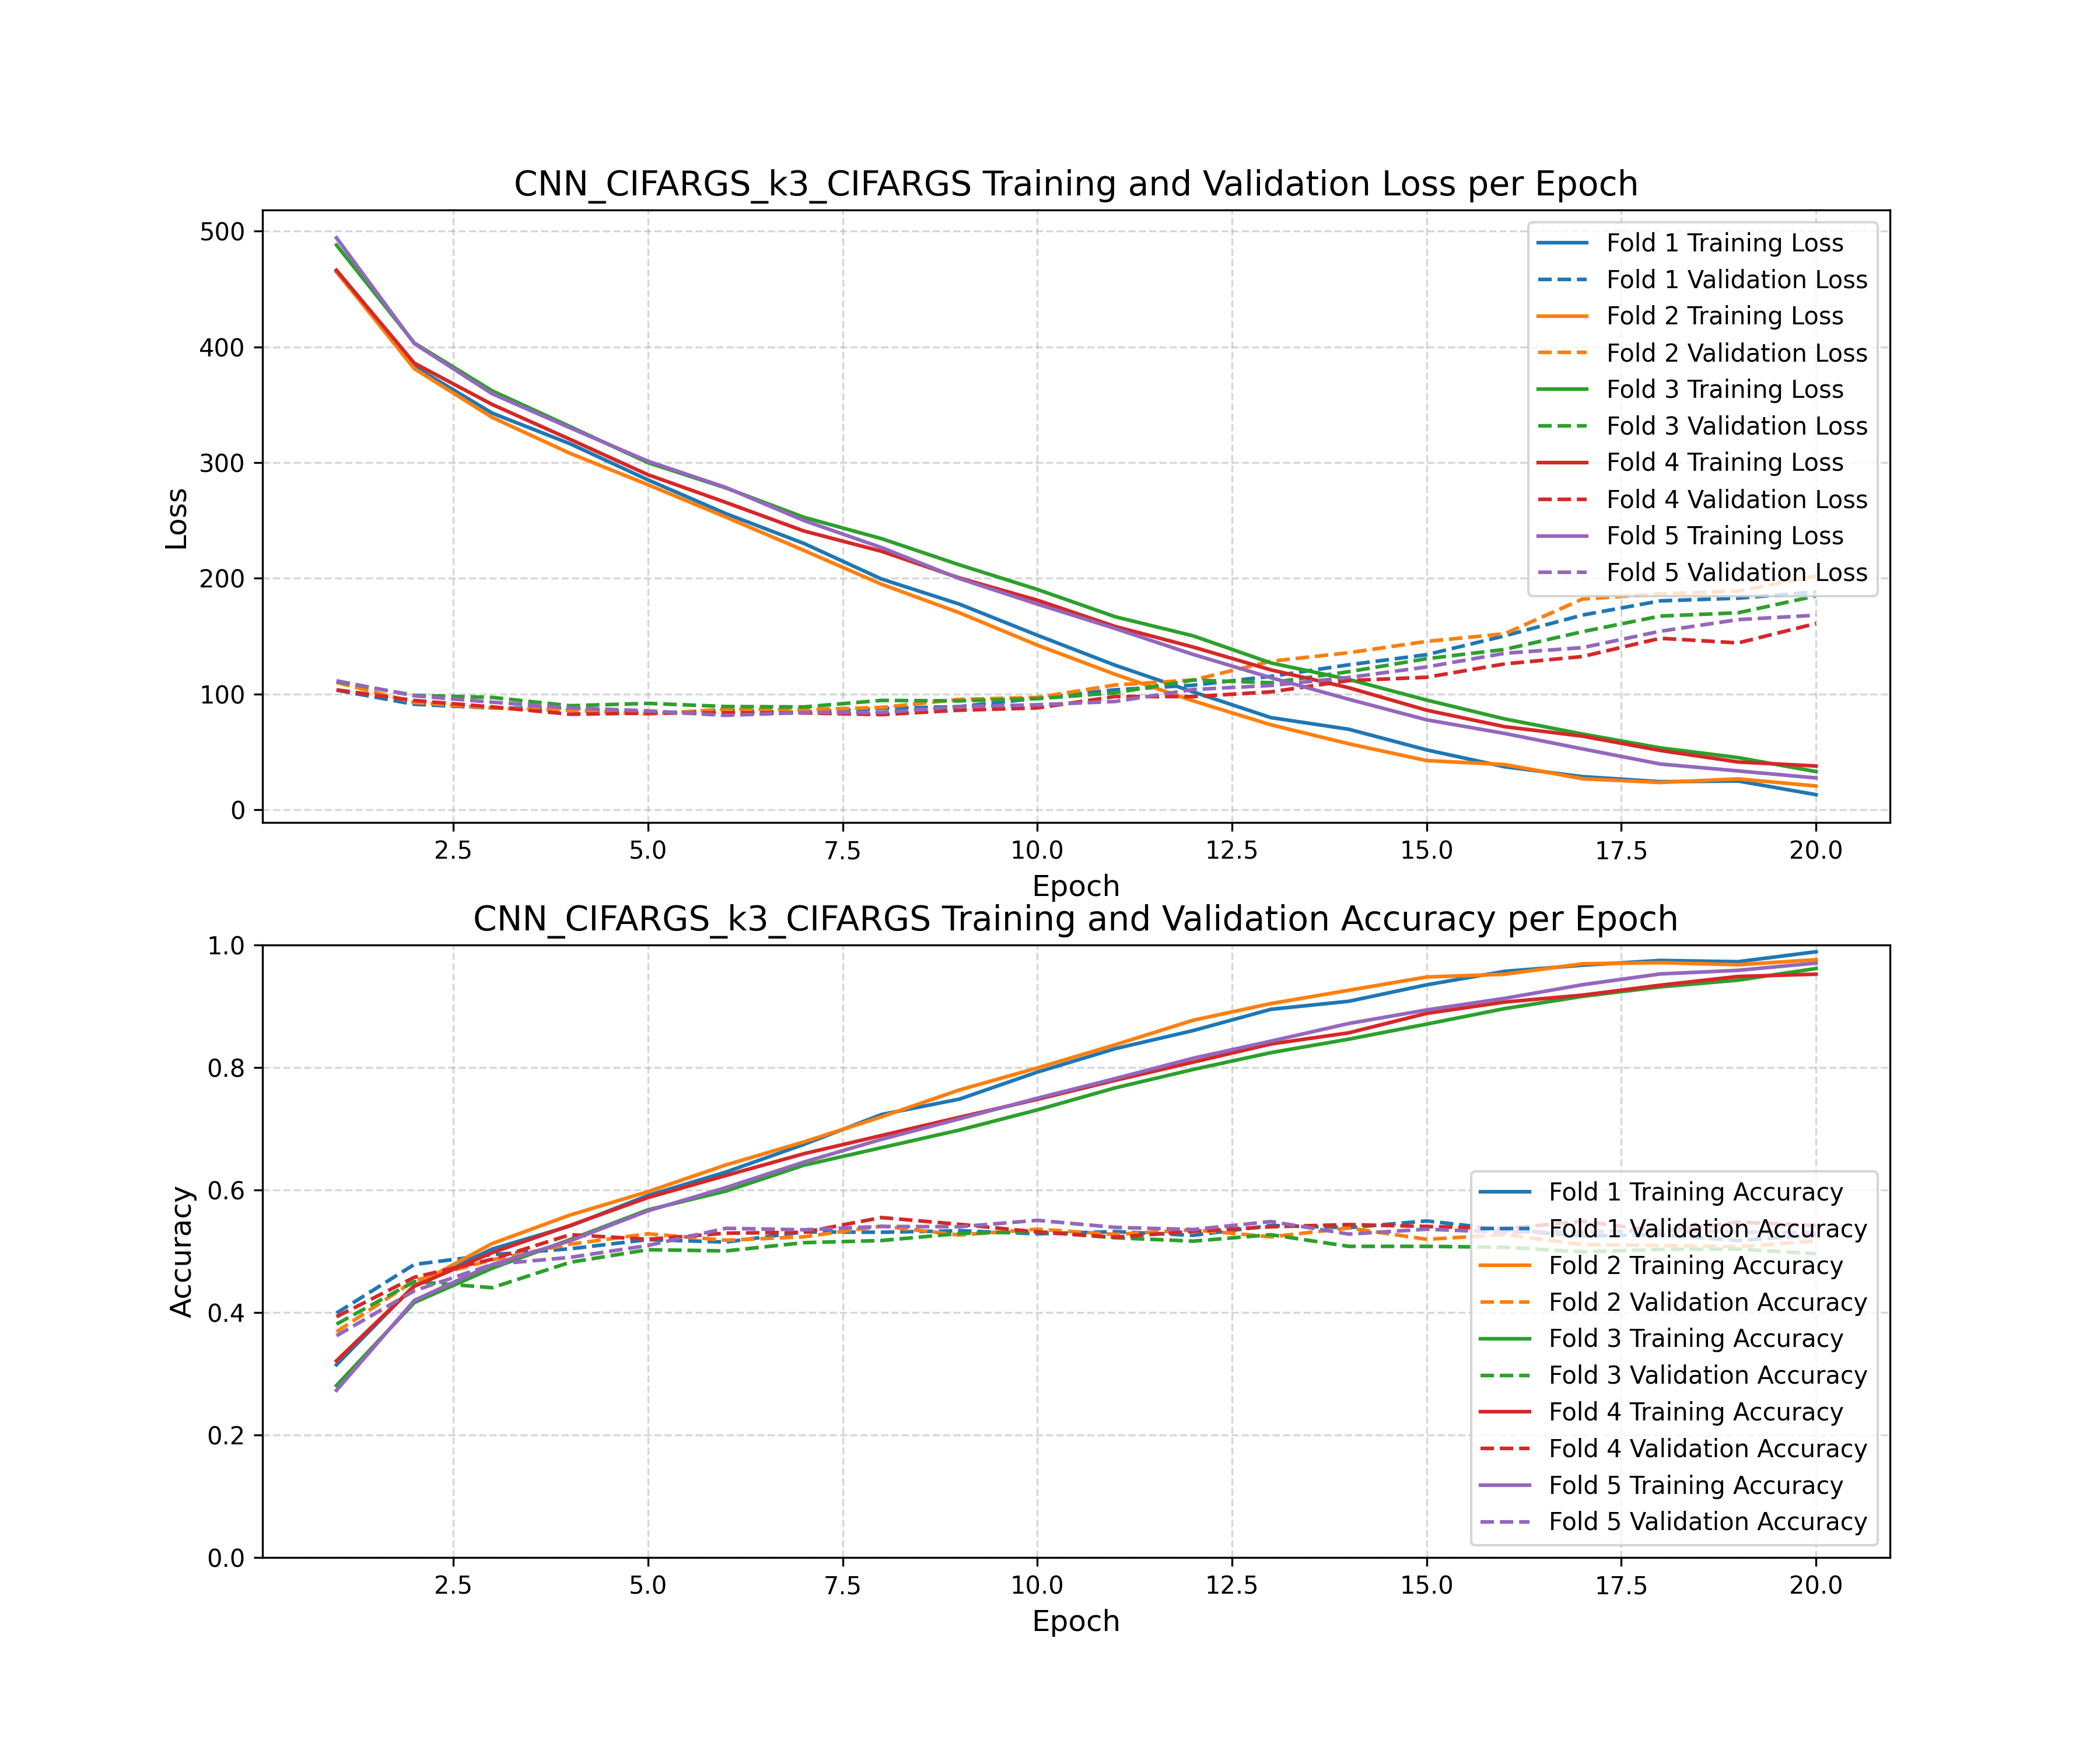 CNN_CIFARGS_k3_CIFARGS Training and Validation Loss per Epoch
500
400
300
200
100
0
Loss
Fold 1 Training Loss
Fold 1 Validation Loss
Fold 2 Training Loss
Fold 2 Validation Loss
Fold 3 Training Loss
Fold 3 Validation Loss
Fold 4 Training Loss
Fold 4 Validation Loss
Fold 5 Training Loss
Fold 5 Validation Loss
2.5 5.0 7.5 10.0 12.5 15.0 17.5 20.0
Epoch
CNN_CIFARGS_k3_CIFARGS Training and Validation Accuracy per Epoch
1.0
0.8
0.6
0.4
0.2
0.0
Accuracy
Fold 1 Training Accuracy
Fold 1 Validation Accuracy
Fold 2 Training Accuracy
Fold 2 Validation Accuracy
Fold 3 Training Accuracy
Fold 3 Validation Accuracy
Fold 4 Training Accuracy
Fold 4 Validation Accuracy
Fold 5 Training Accuracy
Fold 5 Validation Accuracy
2.5 5.0 7.5 10.0 12.5 15.0 17.5 20.0
Epoch